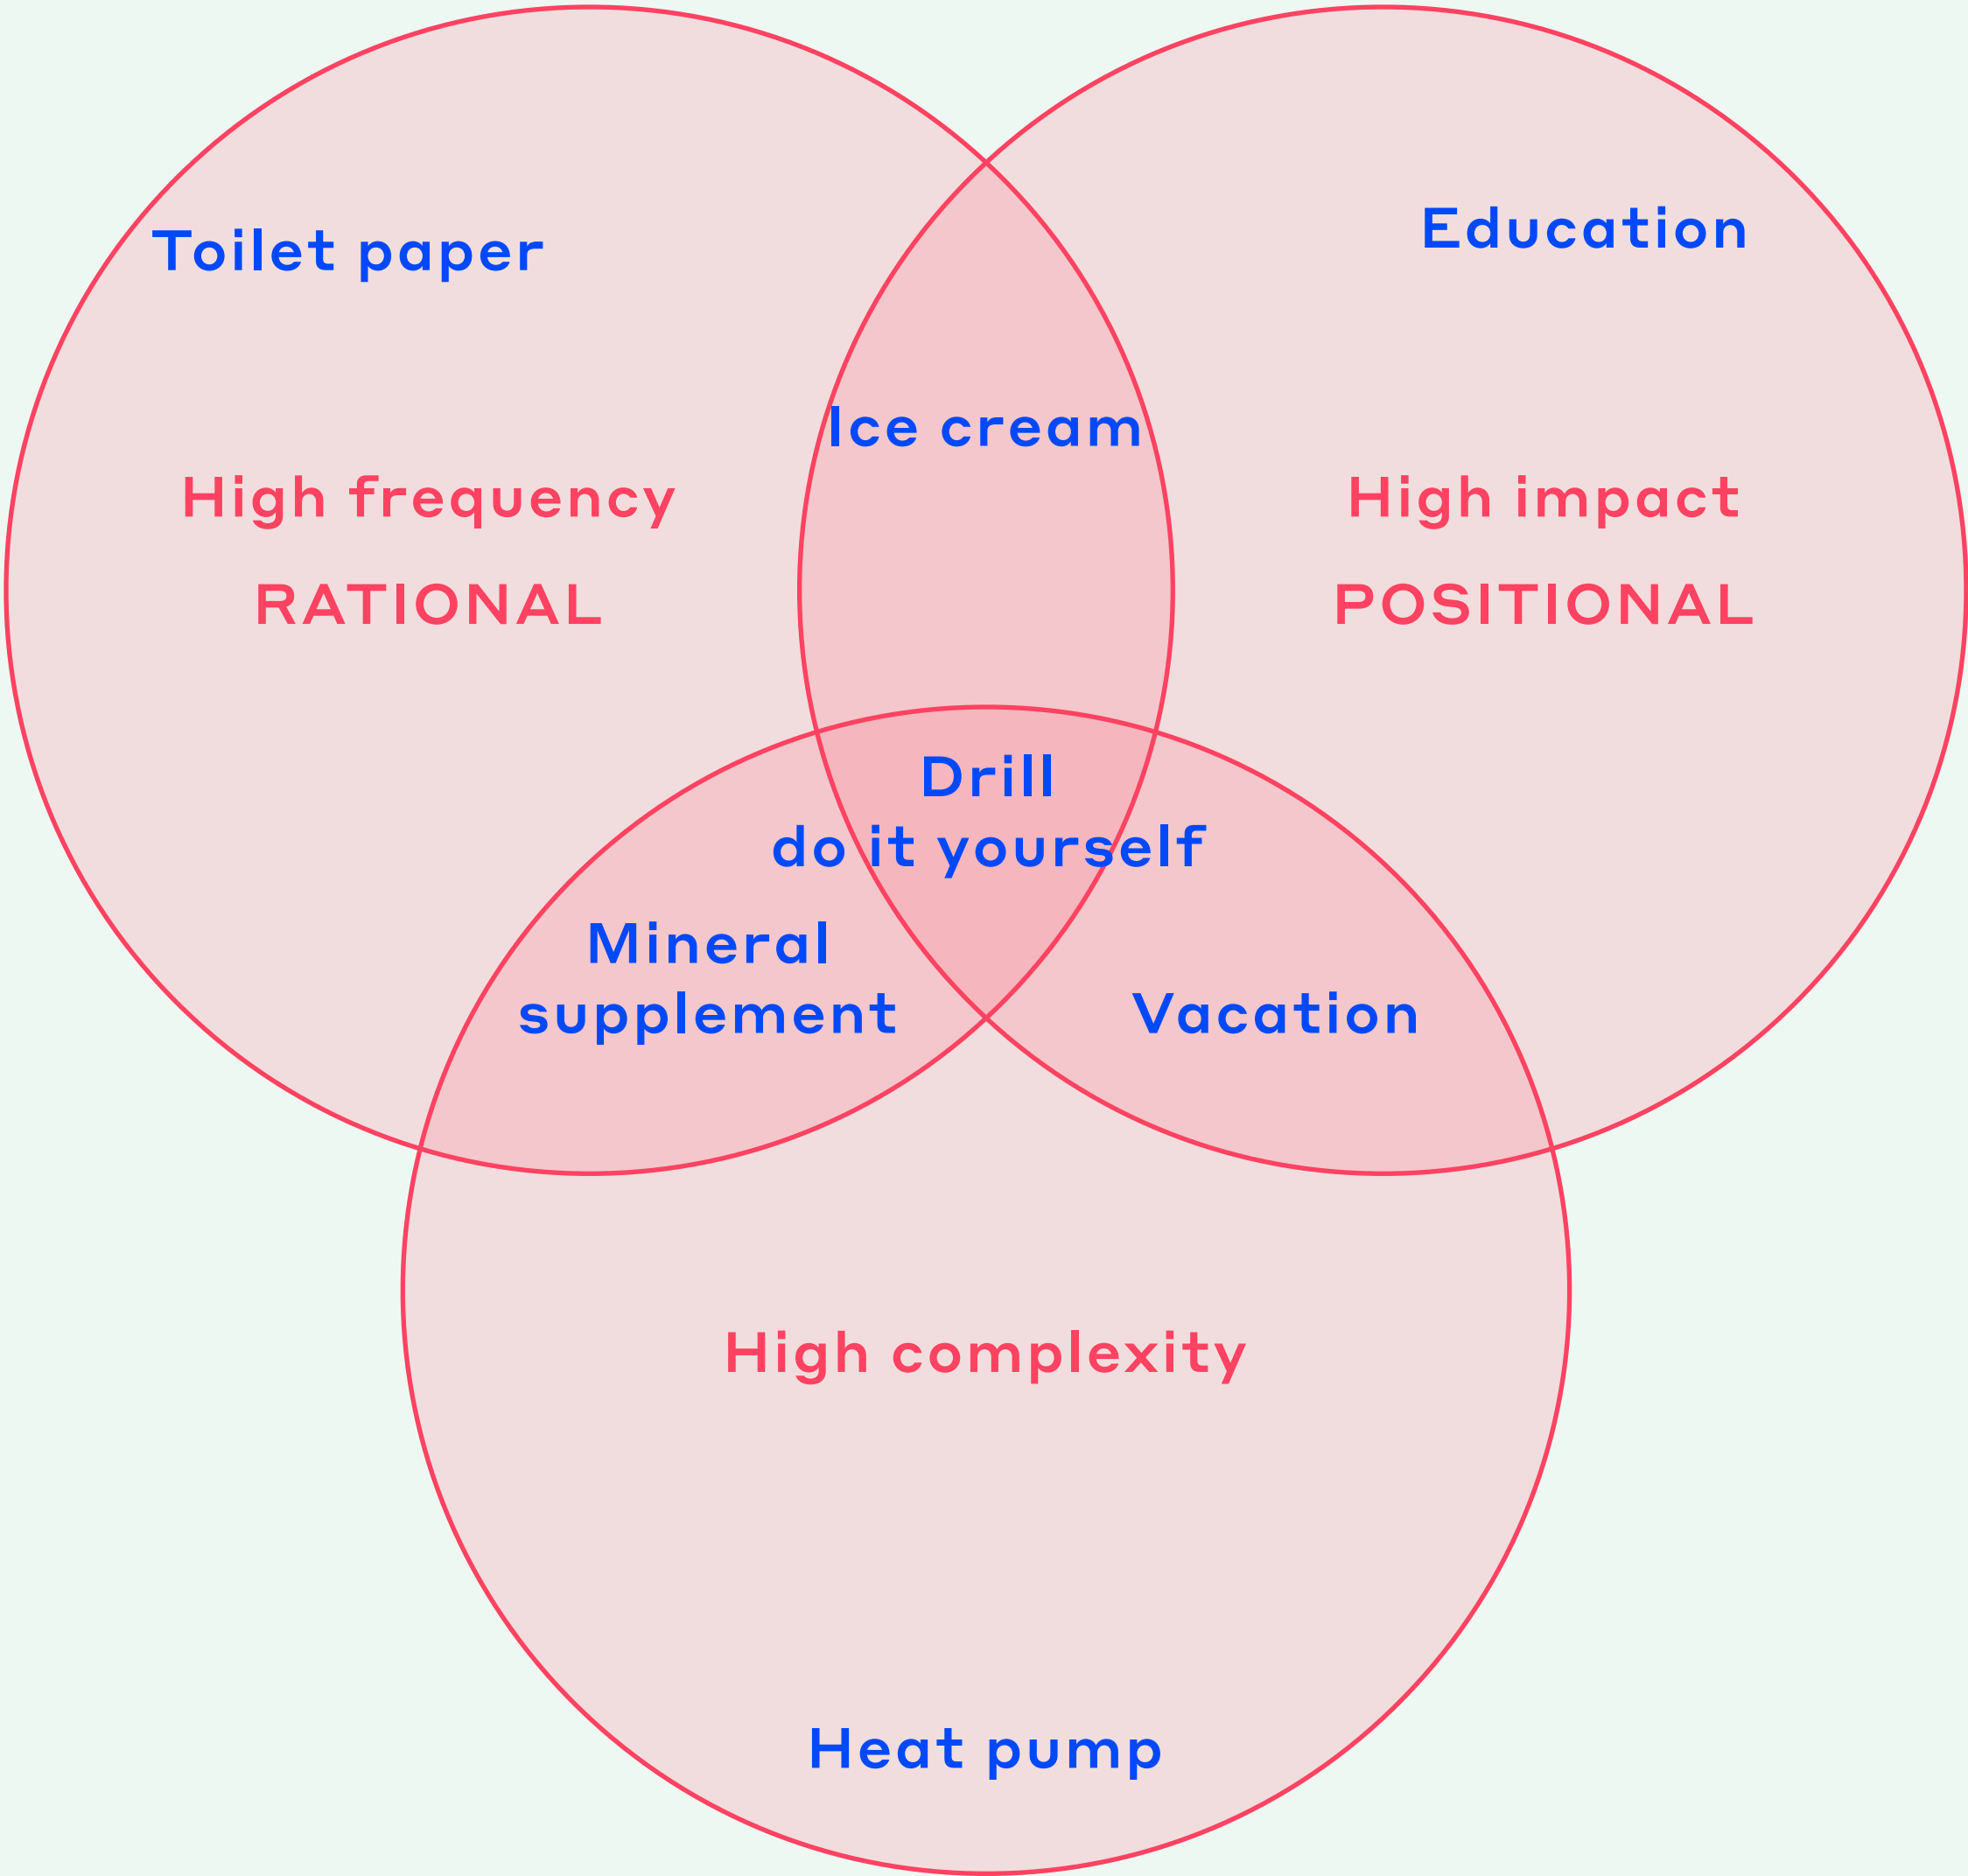 Toilet paper
Education
Ice cream
High frequency
RATIONAL
High impact
POSITIONAL
Drill
do it yourself
Mineral
supplement
Vacation
High complexity
Heat pump